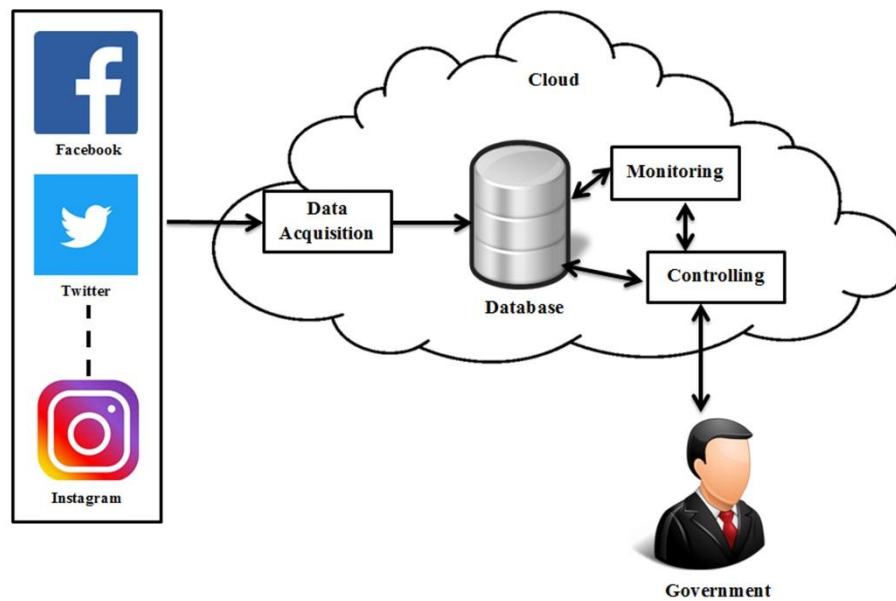 Facebook
Twitter
Instagram
Cloud
Data
Acquisition
Database
Monitoring
Controlling
Government